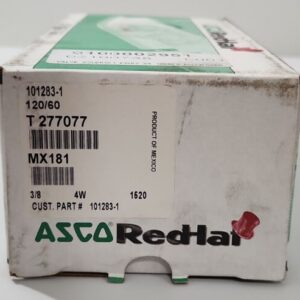 101283-1
120/60
T 277077
MX181
3/8 4W 1520
CUST. PART # 101283-1
PRODUCT OF MEXICO
ASCO RedHat